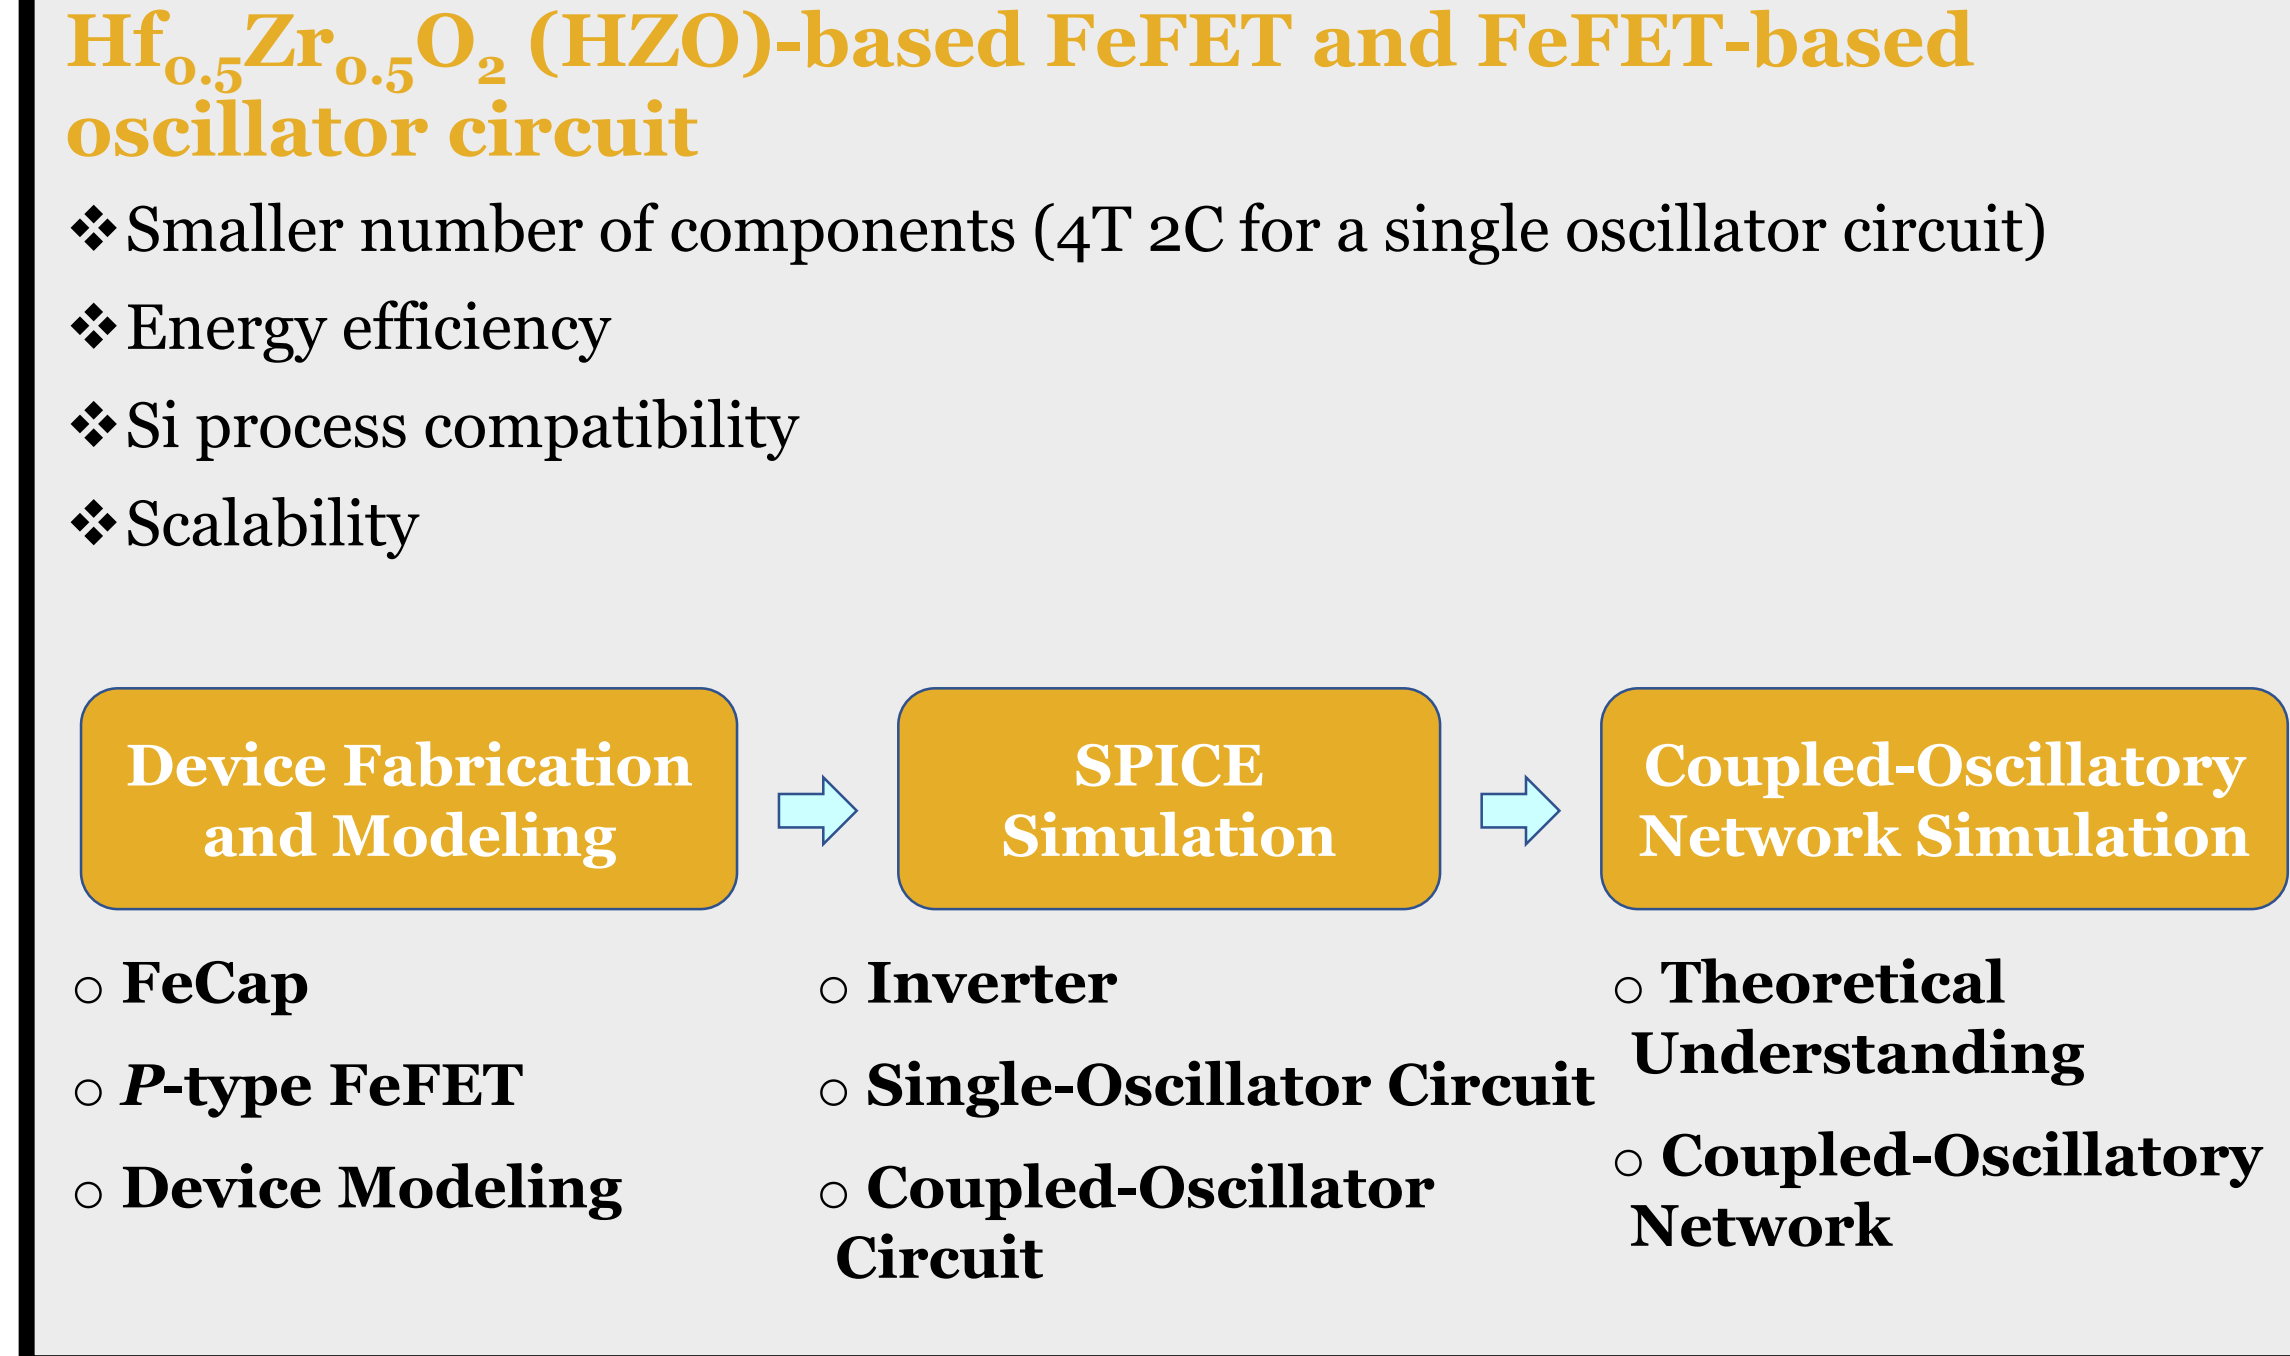 Hf₀.₅Zr₀.₅O₂ (HZO)-based FeFET and FeFET-based
oscillator circuit
❖Smaller number of components (4T 2C for a single oscillator circuit)
❖Energy efficiency
❖Si process compatibility
❖Scalability
Device Fabrication
and Modeling
SPICE
Simulation
Coupled-Oscillatory
Network Simulation
o FeCap
o P-type FeFET
o Device Modeling
o Inverter
o Single-Oscillator Circuit
o Coupled-Oscillator
Circuit
o Theoretical
Understanding
o Coupled-Oscillatory
Network